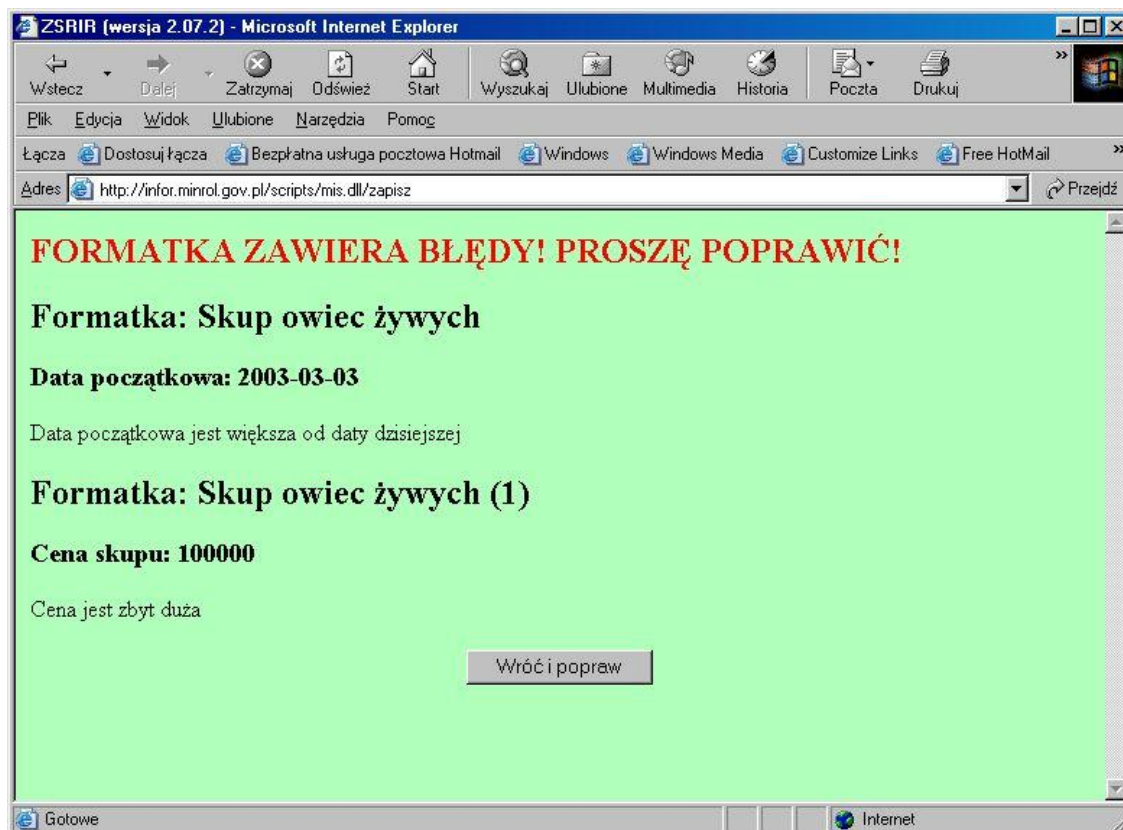 ZSRIR (wersja 2.07.2) - Microsoft Internet Explorer
Wstecz Dalej Zatrzymaj Odśwież Start Wyszukaj Ulubione Multimedia Historia Poczta Drukuj »
Plik Edycja Widok Ulubione Narzędzia Pomoc
Łącza Dostosuj łącza Bezpłatna usługa pocztowa Hotmail Windows Windows Media Customize Links Free HotMail »
Adres http://infor.minrol.gov.pl/scripts/mis.dll/zapisz Przejdź
FORMATKA ZAWIERA BŁĘDY! PROSZĘ POPRAWIĆ!
Formatka: Skup owiec żywych
Data początkowa: 2003-03-03
Data początkowa jest większa od daty dzisiejszej
Formatka: Skup owiec żywych (1)
Cena skupu: 100000
Cena jest zbyt duża
Wróć i popraw
Gotowe Internet